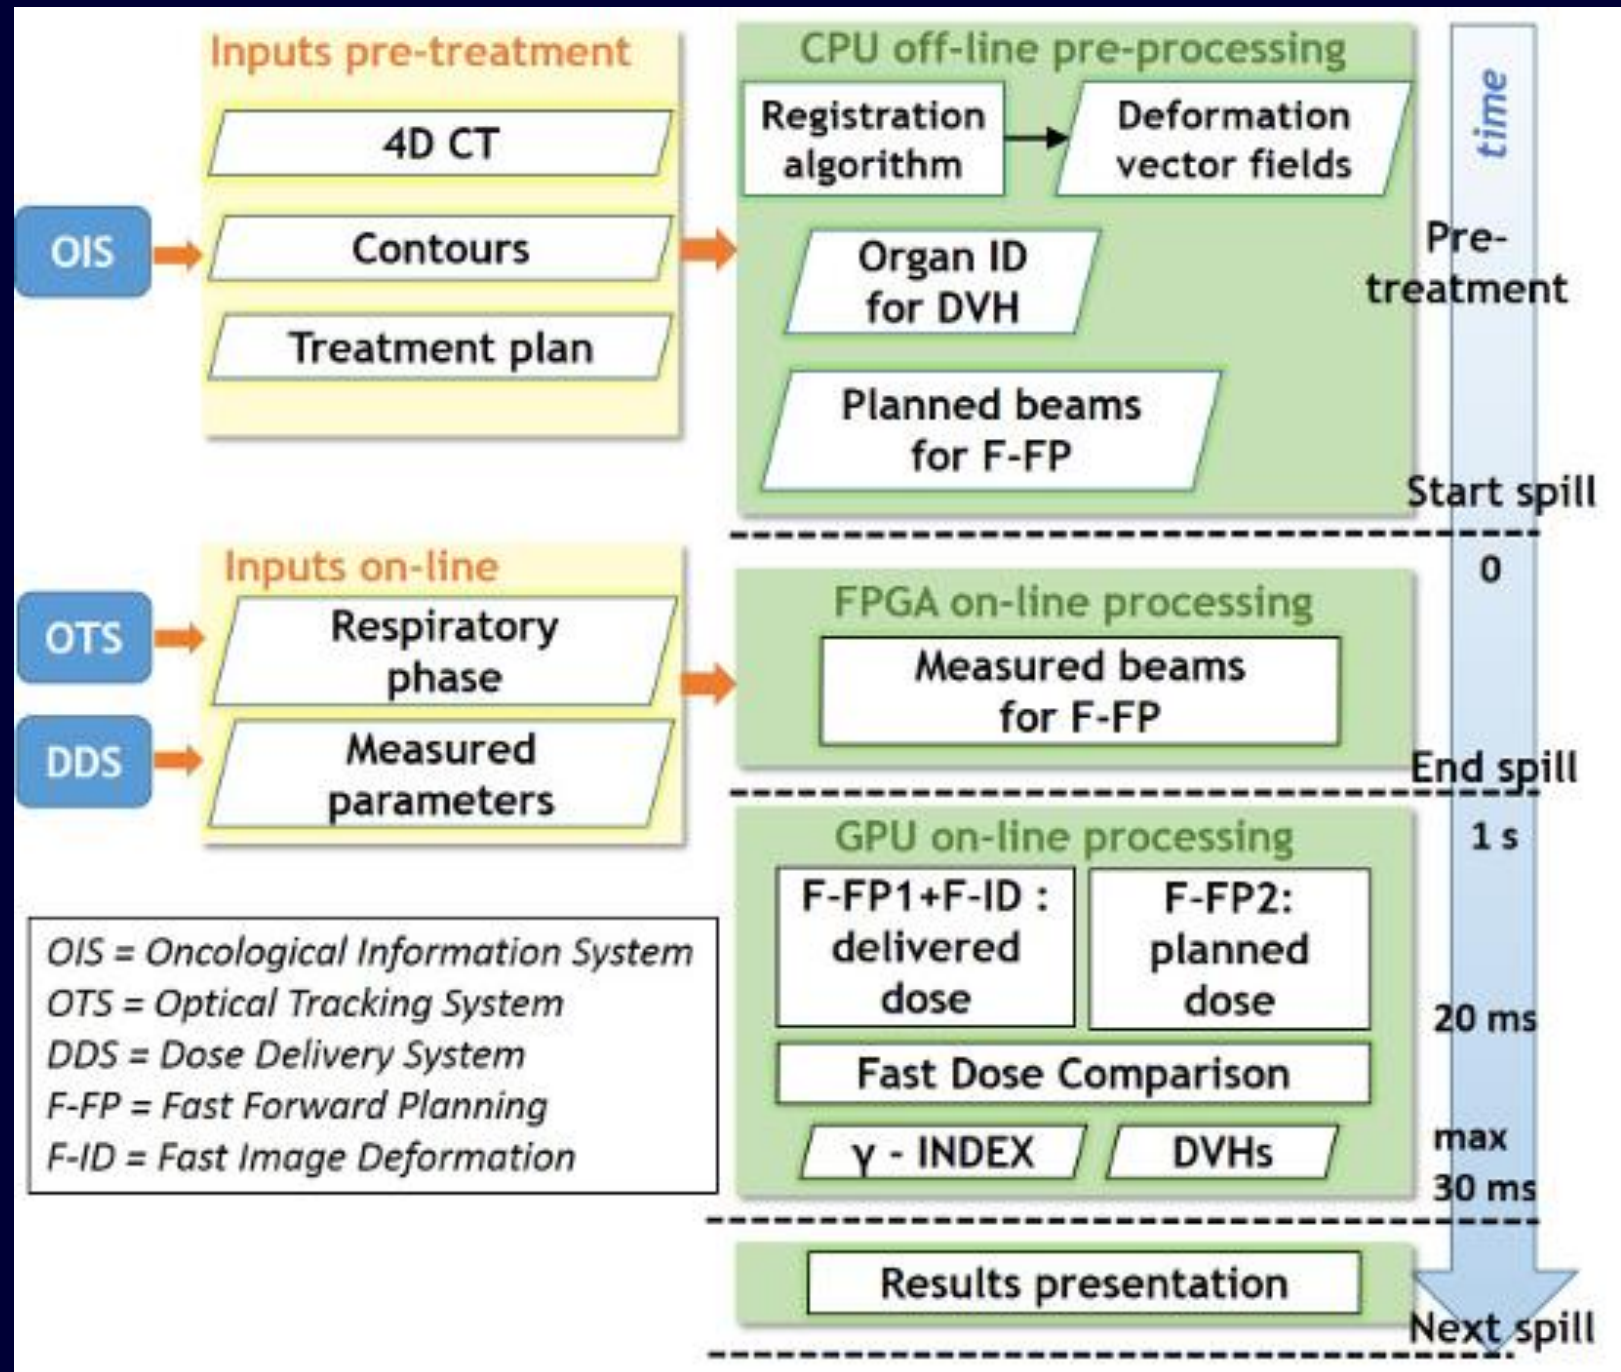 Inputs pre-treatment
4D CT
OIS
Contours
Treatment plan
CPU off-line pre-processing
Registration
algorithm
Deformation
vector fields
Organ ID
for DVH
Planned beams
for F-FP
time
Pre-
treatment
Start spill
Inputs on-line
OTS
Respiratory
phase
DDS
Measured
parameters
FPGA on-line processing
Measured beams
for F-FP
0
End spill
GPU on-line processing
F-FP1+F-ID :
delivered
dose
F-FP2:
planned
dose
Fast Dose Comparison
γ - INDEX
DVHs
1 s
20 ms
max
30 ms
Results presentation
Next spill
OIS = Oncological Information System
OTS = Optical Tracking System
DDS = Dose Delivery System
F-FP = Fast Forward Planning
F-ID = Fast Image Deformation